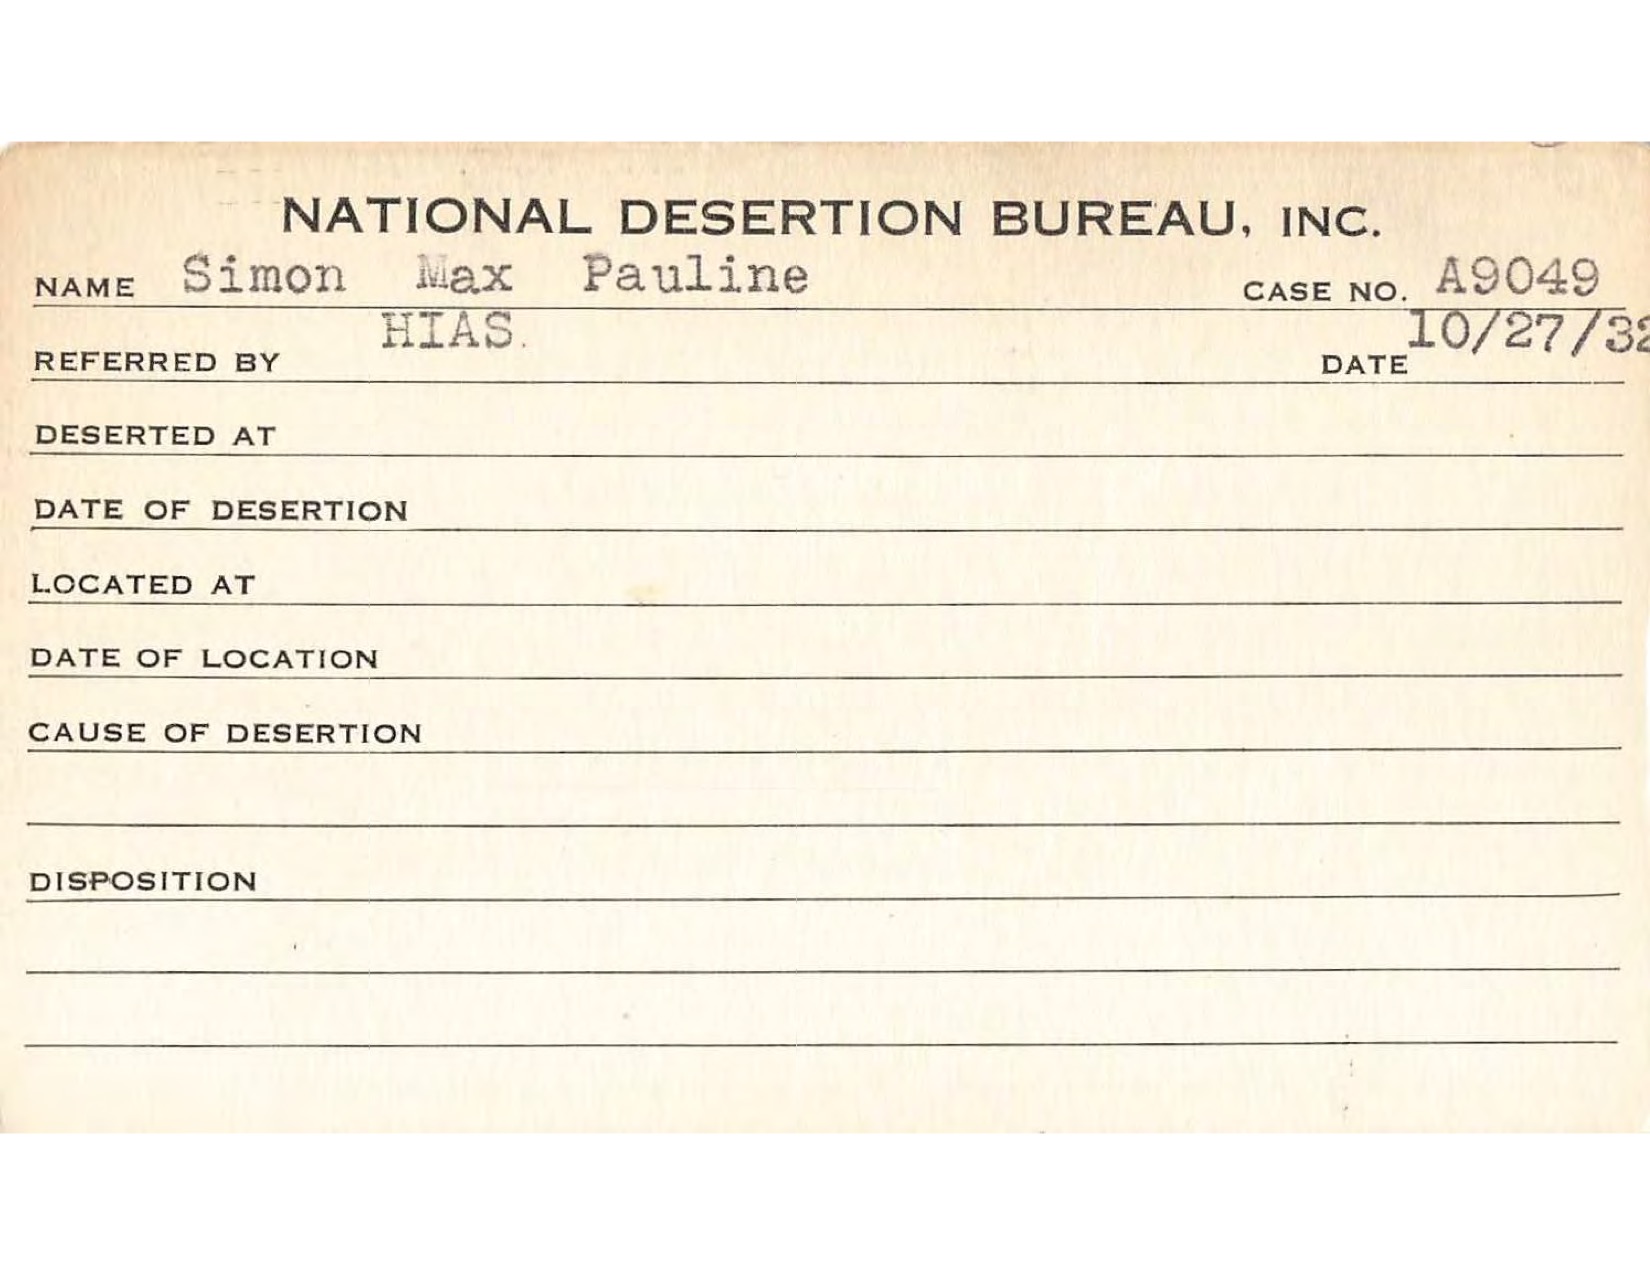 NATIONAL DESERTION BUREAU, INC.
NAME Simon Max Pauline CASE NO. A9049
REFERRED BY HIAS. DATE 10/27/32
DESERTED AT
DATE OF DESERTION
LOCATED AT
DATE OF LOCATION
CAUSE OF DESERTION
DISPOSITION